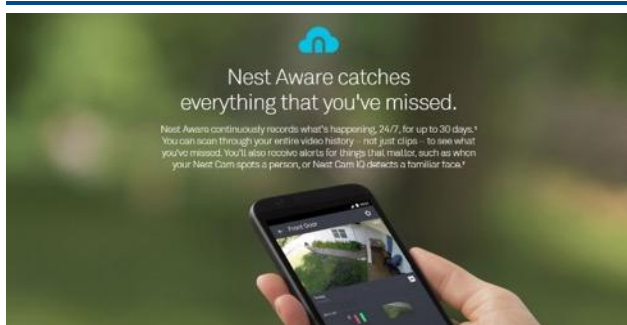 Nest Aware catches
everything that you've missed.
Nest Aware continuously records what's happening, 24/7, for up to 30 days.
You can scan through your entire video history – not just clips – to see what
you've missed. You'll also receive alerts for things that matter, such as when
your Nest Cam spots a person, or Nest Cam IQ detects a familiar face.
Front Door